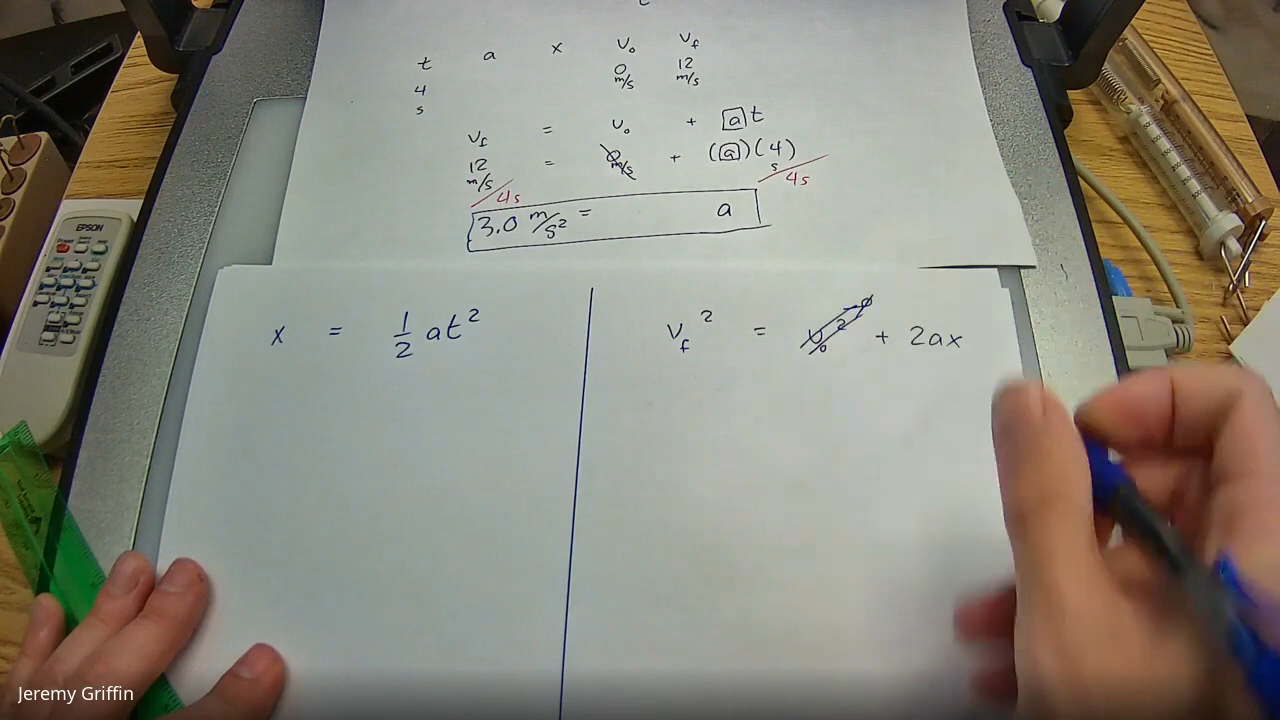 t a x v₀ v_f
4 0 12
s m/s m/s
v_f = v₀ + a t
12 m/s = 0 m/s + (a)(4 s)
/4s /4s
3.0 m/s² = a
x = 1/2 at²
v_f² = v₀² → 0 + 2ax
EPSON
Jeremy Griffin